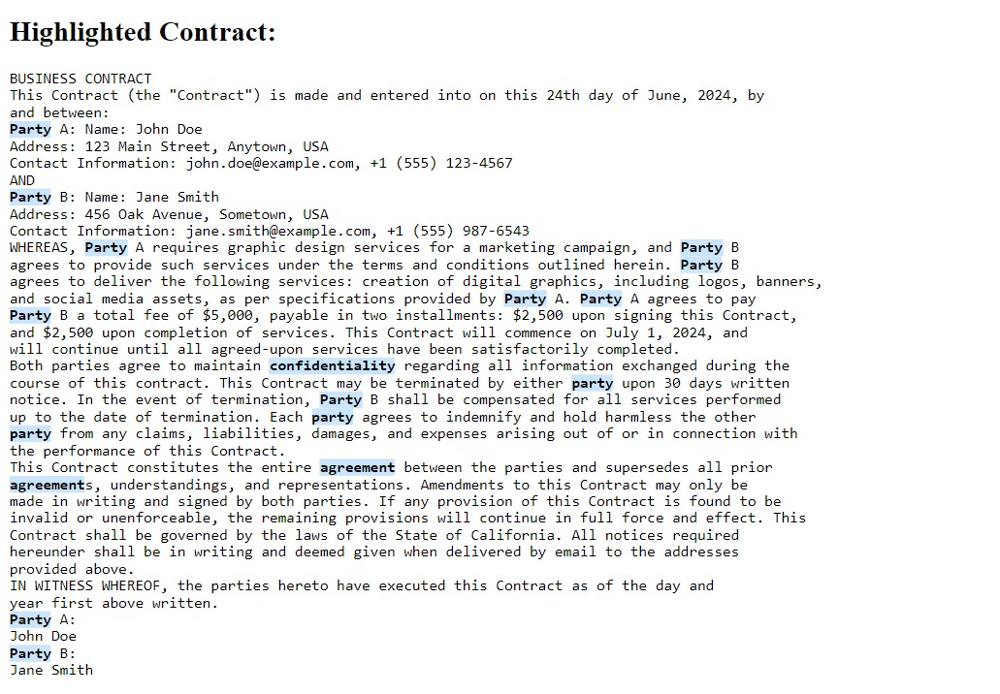 Highlighted Contract:
BUSINESS CONTRACT
This Contract (the "Contract") is made and entered into on this 24th day of June, 2024, by
and between:
Party A: Name: John Doe
Address: 123 Main Street, Anytown, USA
Contact Information: john.doe@example.com, +1 (555) 123-4567
AND
Party B: Name: Jane Smith
Address: 456 Oak Avenue, Sometown, USA
Contact Information: jane.smith@example.com, +1 (555) 987-6543
WHEREAS, Party A requires graphic design services for a marketing campaign, and Party B
agrees to provide such services under the terms and conditions outlined herein. Party B
agrees to deliver the following services: creation of digital graphics, including logos, banners,
and social media assets, as per specifications provided by Party A. Party A agrees to pay
Party B a total fee of $5,000, payable in two installments: $2,500 upon signing this Contract,
and $2,500 upon completion of services. This Contract will commence on July 1, 2024, and
will continue until all agreed-upon services have been satisfactorily completed.
Both parties agree to maintain confidentiality regarding all information exchanged during the
course of this contract. This Contract may be terminated by either party upon 30 days written
notice. In the event of termination, Party B shall be compensated for all services performed
up to the date of termination. Each party agrees to indemnify and hold harmless the other
party from any claims, liabilities, damages, and expenses arising out of or in connection with
the performance of this Contract.
This Contract constitutes the entire agreement between the parties and supersedes all prior
agreements, understandings, and representations. Amendments to this Contract may only be
made in writing and signed by both parties. If any provision of this Contract is found to be
invalid or unenforceable, the remaining provisions will continue in full force and effect. This
Contract shall be governed by the laws of the State of California. All notices required
hereunder shall be in writing and deemed given when delivered by email to the addresses
provided above.
IN WITNESS WHEREOF, the parties hereto have executed this Contract as of the day and
year first above written.
Party A:
John Doe
Party B:
Jane Smith